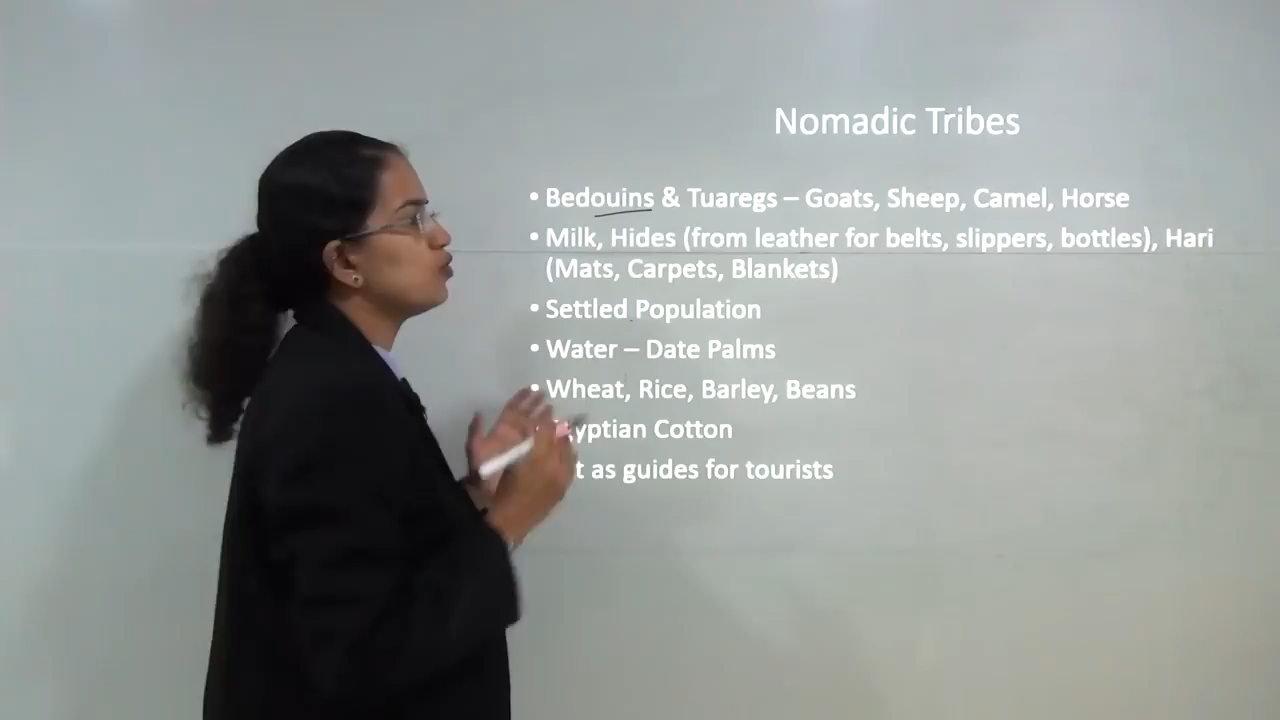 Nomadic Tribes
• Bedouins & Tuaregs – Goats, Sheep, Camel, Horse
• Milk, Hides (from leather for belts, slippers, bottles), Hari
(Mats, Carpets, Blankets)
• Settled Population
• Water – Date Palms
• Wheat, Rice, Barley, Beans
Cotton
as guides for tourists